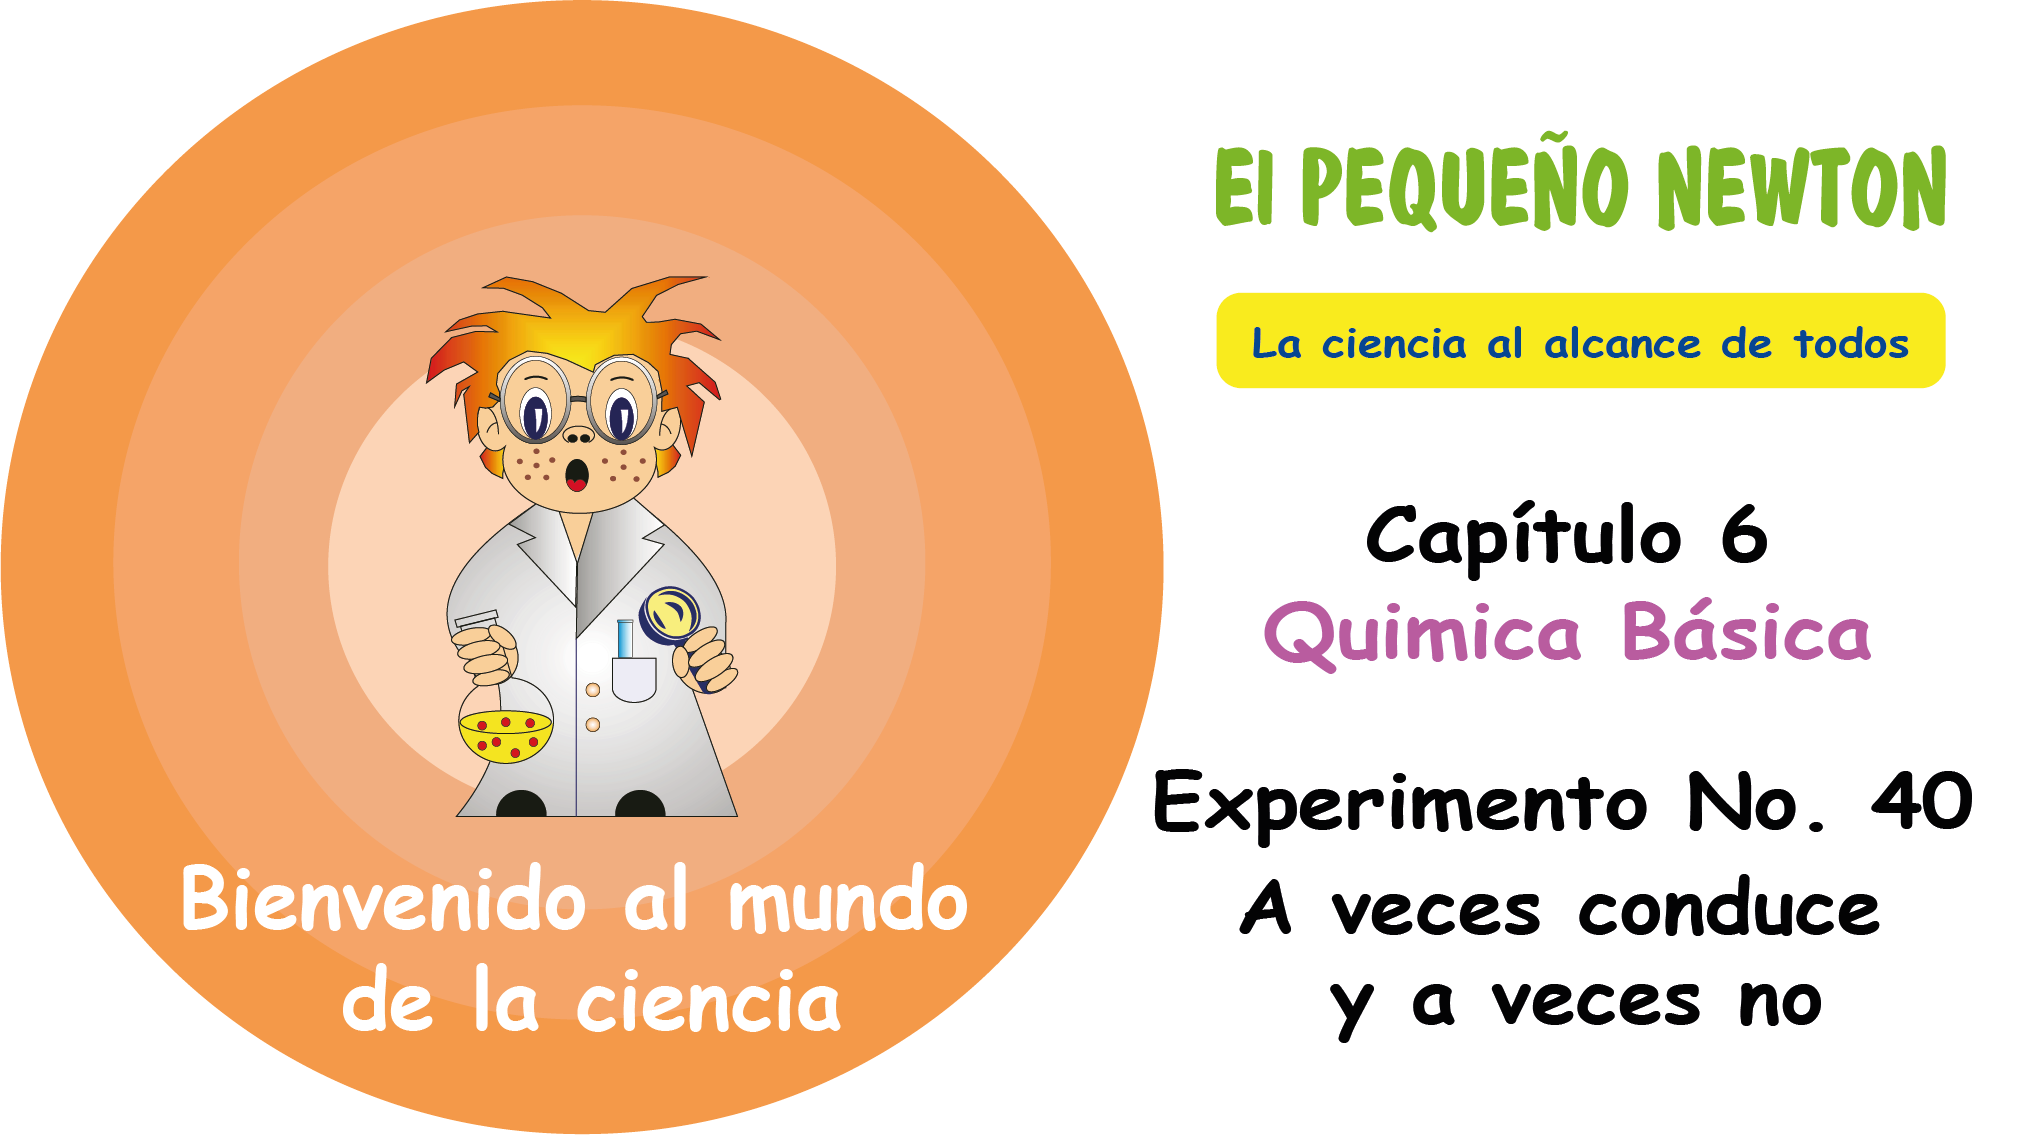 El PEQUEÑO NEWTON
La ciencia al alcance de todos
Capítulo 6
Quimica Básica
Experimento No. 40
A veces conduce
y a veces no
Bienvenido al mundo
de la ciencia